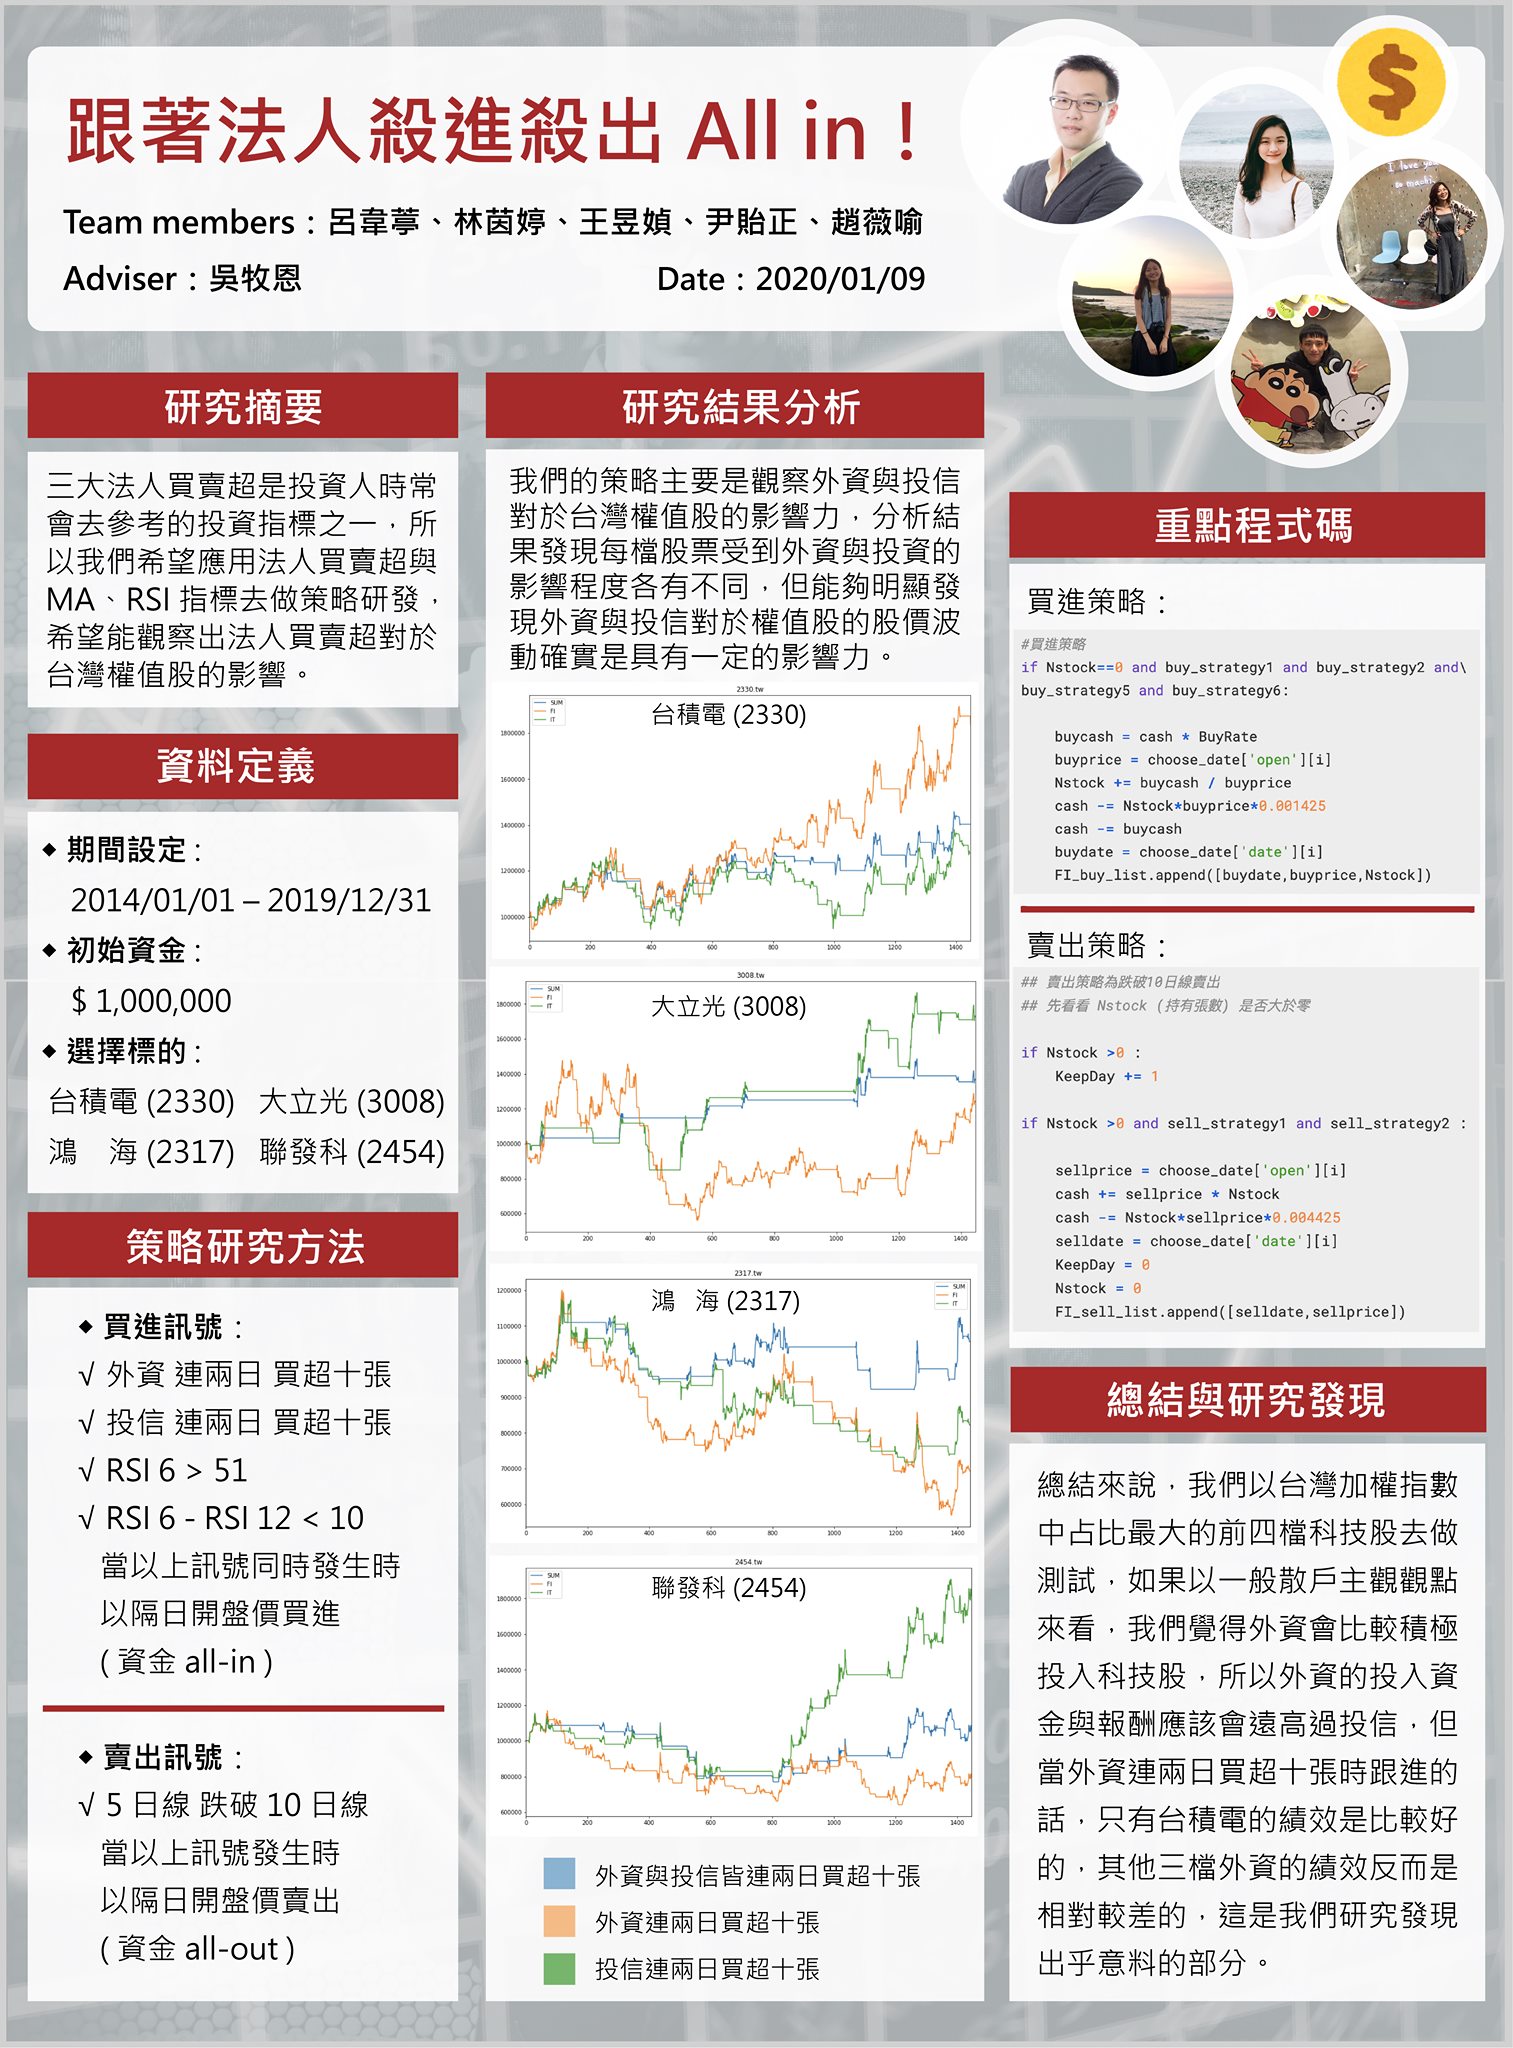 跟著法人殺進殺出 All in！
Team members：呂韋葶、林茵婷、王昱媜、尹貽正、趙薇喻
Adviser：吳牧恩
Date：2020/01/09
研究摘要
三大法人買賣超是投資人時常
會去參考的投資指標之一，所
以我們希望應用法人買賣超與
MA、RSI 指標去做策略研發，
希望能觀察出法人買賣超對於
台灣權值股的影響。
資料定義
◆ 期間設定：
2014/01/01 – 2019/12/31
◆ 初始資金：
$ 1,000,000
◆ 選擇標的：
台積電 (2330) 大立光 (3008)
鴻 海 (2317) 聯發科 (2454)
策略研究方法
◆ 買進訊號：
√ 外資 連兩日 買超十張
√ 投信 連兩日 買超十張
√ RSI 6 > 51
√ RSI 6 - RSI 12 < 10
當以上訊號同時發生時
以隔日開盤價買進
( 資金 all-in )
◆ 賣出訊號：
√ 5 日線 跌破 10 日線
當以上訊號發生時
以隔日開盤價賣出
( 資金 all-out )
研究結果分析
我們的策略主要是觀察外資與投信
對於台灣權值股的影響力，分析結
果發現每檔股票受到外資與投資的
影響程度各有不同，但能夠明顯發
現外資與投信對於權值股的股價波
動確實是具有一定的影響力。
2330.tw
台積電 (2330)
SUM
FI
IT
1800000
1600000
1400000
1200000
1000000
0 200 400 600 800 1000 1200 1400
3008.tw
大立光 (3008)
SUM
FI
IT
1800000
1600000
1400000
1200000
1000000
800000
600000
0 200 400 600 800 1000 1200 1400
2317.tw
鴻 海 (2317)
SUM
FI
IT
1200000
1100000
1000000
900000
800000
700000
600000
0 200 400 600 800 1000 1200 1400
2454.tw
聯發科 (2454)
SUM
FI
IT
1800000
1600000
1400000
1200000
1000000
800000
600000
0 200 400 600 800 1000 1200 1400
外資與投信皆連兩日買超十張
外資連兩日買超十張
投信連兩日買超十張
重點程式碼
買進策略：
#買進策略
if Nstock==0 and buy_strategy1 and buy_strategy2 and\
buy_strategy5 and buy_strategy6:
buycash = cash * BuyRate
buyprice = choose_date['open'][i]
Nstock += buycash / buyprice
cash -= Nstock*buyprice*0.001425
cash -= buycash
buydate = choose_date['date'][i]
FI_buy_list.append([buydate,buyprice,Nstock])
賣出策略：
## 賣出策略為跌破10日線賣出
## 先看看 Nstock (持有張數) 是否大於零
if Nstock >0 :
KeepDay += 1
if Nstock >0 and sell_strategy1 and sell_strategy2 :
sellprice = choose_date['open'][i]
cash += sellprice * Nstock
cash -= Nstock*sellprice*0.004425
selldate = choose_date['date'][i]
KeepDay = 0
Nstock = 0
FI_sell_list.append([selldate,sellprice])
總結與研究發現
總結來說，我們以台灣加權指數
中占比最大的前四檔科技股去做
測試，如果以一般散戶主觀觀點
來看，我們覺得外資會比較積極
投入科技股，所以外資的投入資
金與報酬應該會遠高過投信，但
當外資連兩日買超十張時跟進的
話，只有台積電的績效是比較好
的，其他三檔外資的績效反而是
相對較差的，這是我們研究發現
出乎意料的部分。